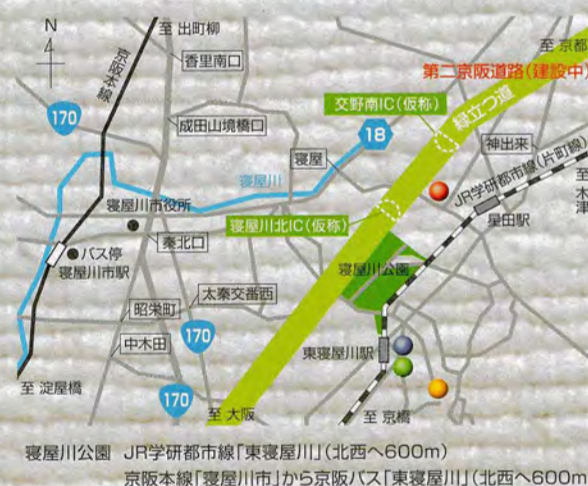 N
至 出町柳
京阪本線
香里南口
170
成田山境橋口
至 京都
第二京阪道路(建設中)
緑立つ道
交野南IC(仮称)
18
神出来
寝屋
寝屋川
JR学研都市線(片町線)
至 木津
星田駅
寝屋川市役所
秦北口
寝屋川北IC(仮称)
バス停
寝屋川市駅
寝屋川公園
太秦交番西
昭栄町
170
中木田
東寝屋川駅
170
至 淀屋橋
至 大阪
至 京橋
寝屋川公園 JR学研都市線「東寝屋川」(北西へ600m)
京阪本線「寝屋川市」から京阪バス「東寝屋川」(北西へ600m